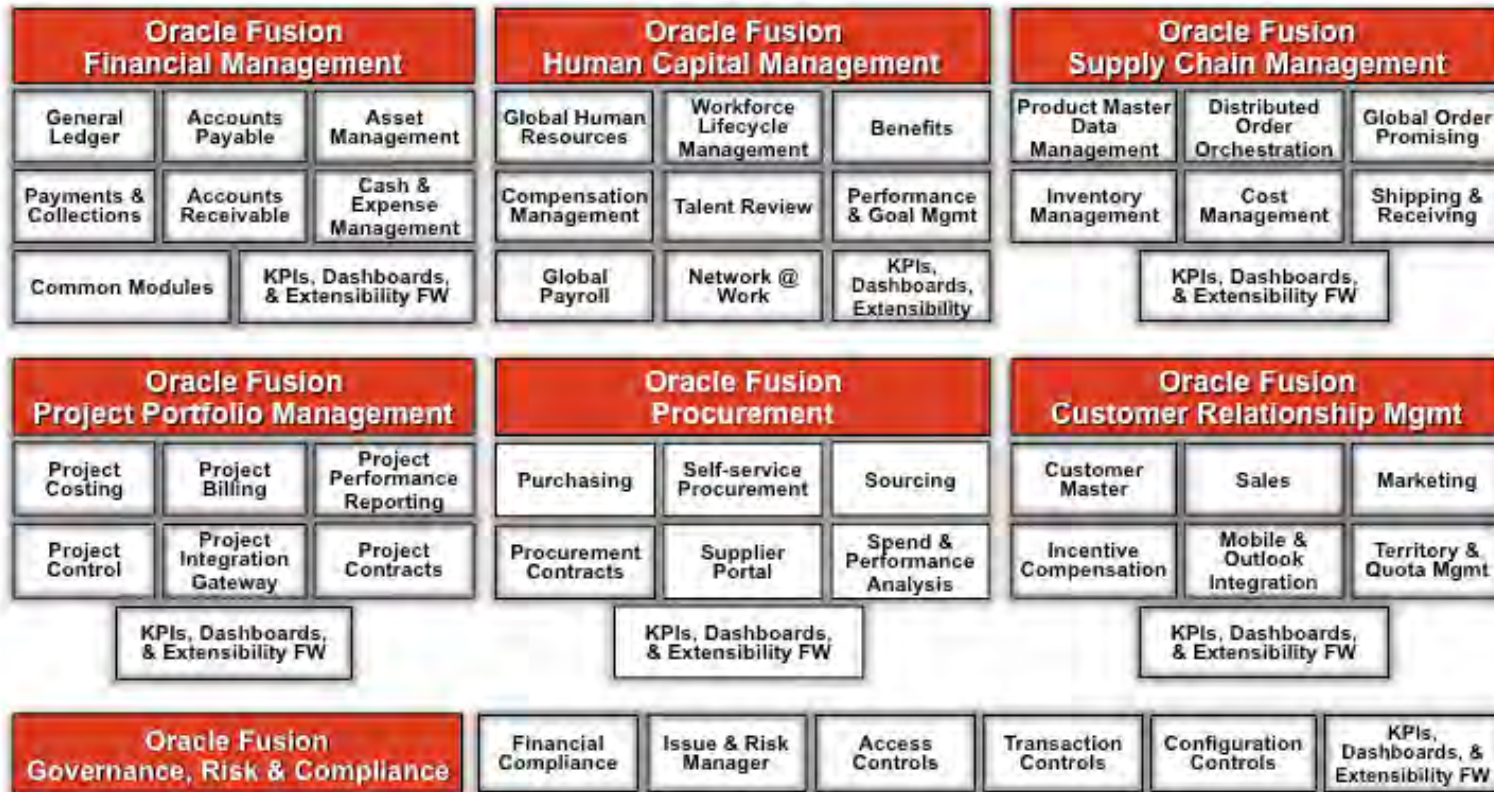 Oracle Fusion
Financial Management
General
Ledger
Accounts
Payable
Asset
Management
Payments &
Collections
Accounts
Receivable
Cash &
Expense
Management
Common Modules
KPIs, Dashboards,
& Extensibility FW
Oracle Fusion
Human Capital Management
Global Human
Resources
Workforce
Lifecycle
Management
Benefits
Compensation
Management
Talent Review
Performance
& Goal Mgmt
Global
Payroll
Network @
Work
KPIs,
Dashboards,
Extensibility
Oracle Fusion
Supply Chain Management
Product Master
Data
Management
Distributed
Order
Orchestration
Global Order
Promising
Inventory
Management
Cost
Management
Shipping &
Receiving
KPIs, Dashboards,
& Extensibility FW
Oracle Fusion
Project Portfolio Management
Project
Costing
Project
Billing
Project
Performance
Reporting
Project
Control
Project
Integration
Gateway
Project
Contracts
KPIs, Dashboards,
& Extensibility FW
Oracle Fusion
Procurement
Purchasing
Self-service
Procurement
Sourcing
Procurement
Contracts
Supplier
Portal
Spend &
Performance
Analysis
KPIs, Dashboards,
& Extensibility FW
Oracle Fusion
Customer Relationship Mgmt
Customer
Master
Sales
Marketing
Incentive
Compensation
Mobile &
Outlook
Integration
Territory &
Quota Mgmt
KPIs, Dashboards,
& Extensibility FW
Oracle Fusion
Governance, Risk & Compliance
Financial
Compliance
Issue & Risk
Manager
Access
Controls
Transaction
Controls
Configuration
Controls
KPIs,
Dashboards, &
Extensibility FW